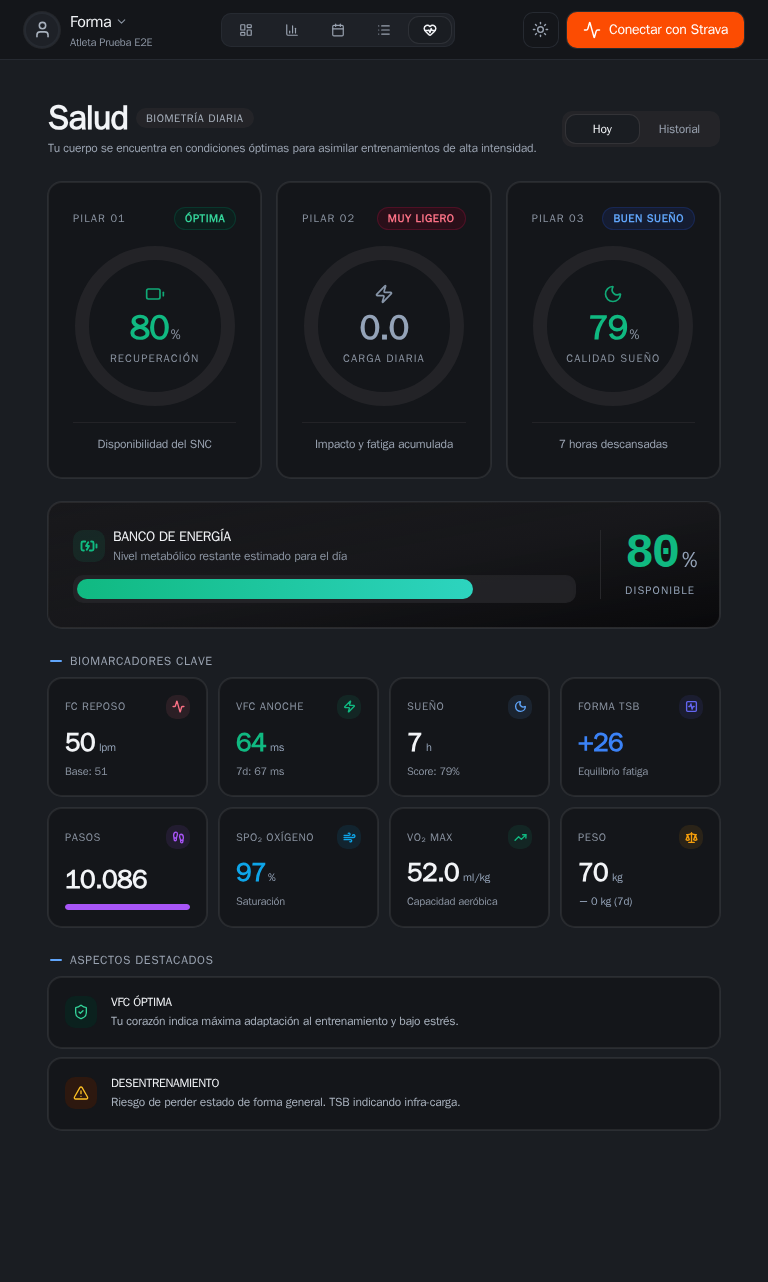 Forma
Atleta Prueba E2E
Conectar con Strava
Salud
BIOMETRÍA DIARIA
Tu cuerpo se encuentra en condiciones óptimas para asimilar entrenamientos de alta intensidad.
Hoy
Historial
PILAR 01
ÓPTIMA
80%
RECUPERACIÓN
Disponibilidad del SNC
PILAR 02
MUY LIGERO
0.0
CARGA DIARIA
Impacto y fatiga acumulada
PILAR 03
BUEN SUEÑO
79%
CALIDAD SUEÑO
7 horas descansadas
BANCO DE ENERGÍA
Nivel metabólico restante estimado para el día
80%
DISPONIBLE
BIOMARCADORES CLAVE
FC REPOSO
50 lpm
Base: 51
VFC ANOCHE
64 ms
7d: 67 ms
SUEÑO
7 h
Score: 79%
FORMA TSB
+26
Equilibrio fatiga
PASOS
10.086
SPO₂ OXÍGENO
97 %
Saturación
VO₂ MAX
52.0 ml/kg
Capacidad aeróbica
PESO
70 kg
— 0 kg (7d)
ASPECTOS DESTACADOS
VFC ÓPTIMA
Tu corazón indica máxima adaptación al entrenamiento y bajo estrés.
DESENTRENAMIENTO
Riesgo de perder estado de forma general. TSB indicando infra-carga.